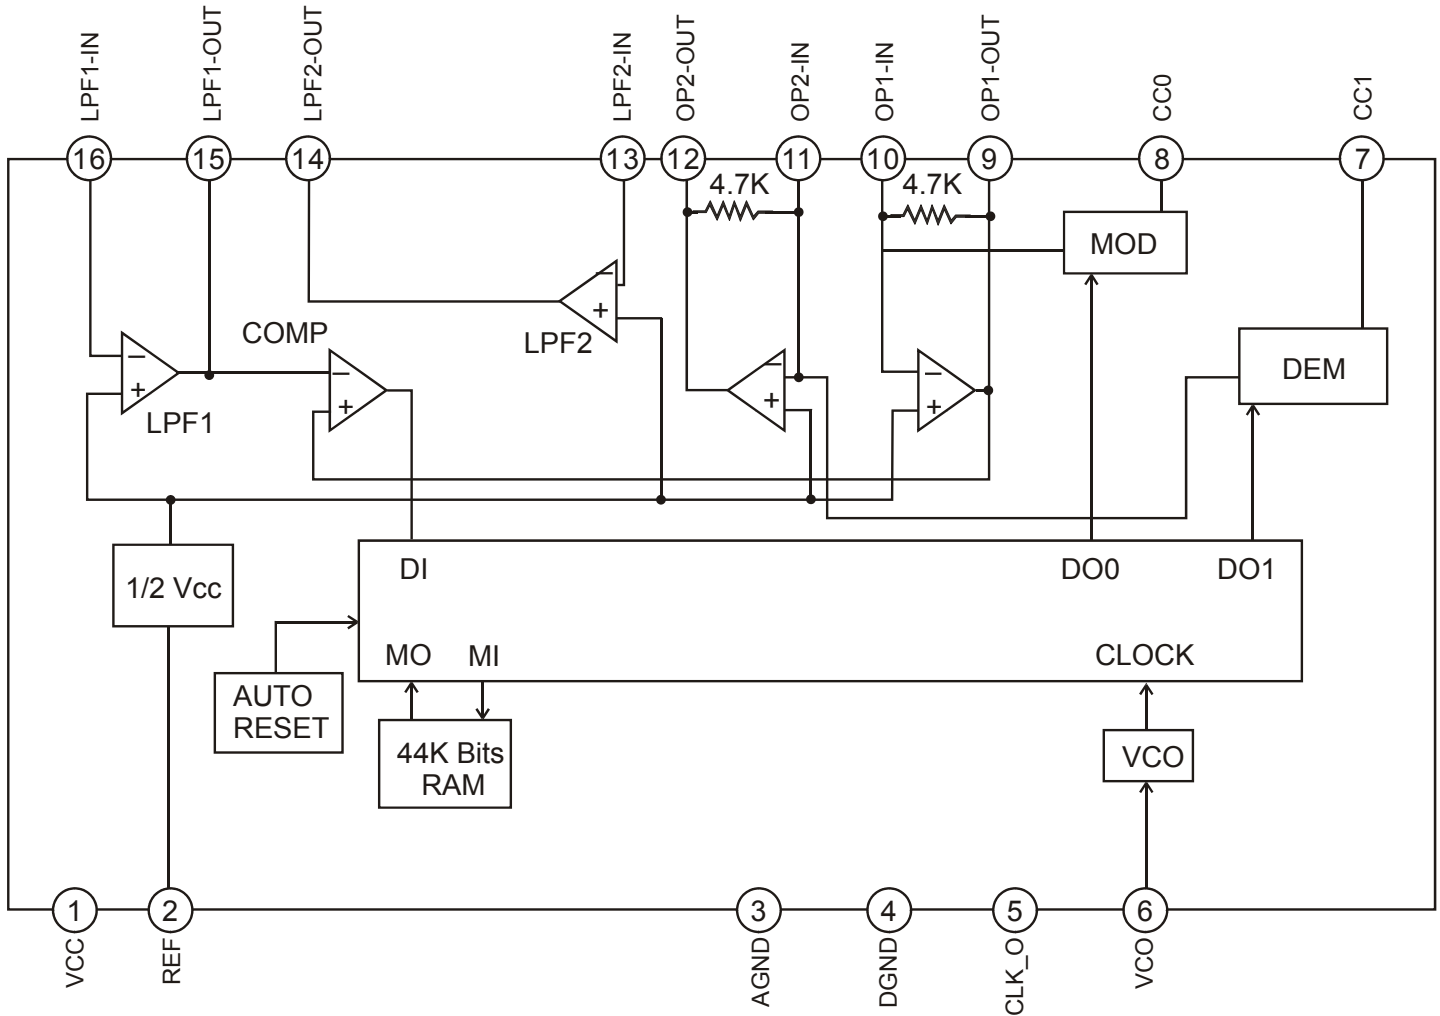 LPF1-IN
LPF1-OUT
LPF2-OUT
LPF2-IN
OP2-OUT
OP2-IN
OP1-IN
OP1-OUT
CC0
CC1
16
15
14
13
12
11
10
9
8
7
4.7K
4.7K
MOD
−
+
LPF2
COMP
−
+
LPF1
−
+
−
+
−
+
DEM
1/2 Vcc
DI
DO0
DO1
MO
MI
CLOCK
AUTO
RESET
44K Bits
RAM
VCO
1
2
3
4
5
6
VCC
REF
AGND
DGND
CLK_O
VCO